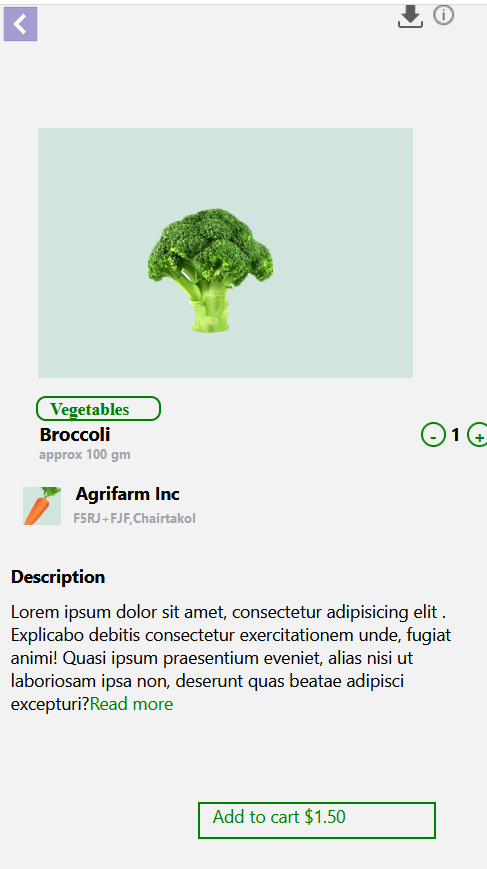 Vegetables
Broccoli
- 1 +
approx 100 gm
Agrifarm Inc
F5RJ+FJF,Chairtakol
Description
Lorem ipsum dolor sit amet, consectetur adipisicing elit .
Explicabo debitis consectetur exercitationem unde, fugiat
animi! Quasi ipsum praesentium eveniet, alias nisi ut
laboriosam ipsa non, deserunt quas beatae adipisci
excepturi?Read more
Add to cart $1.50